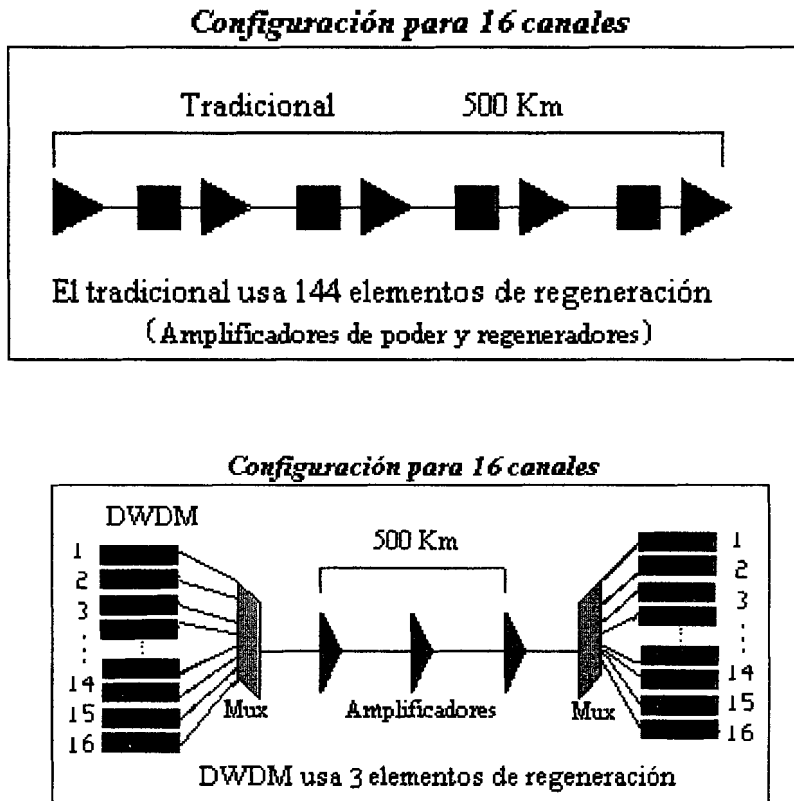 Configuración para 16 canales
Tradicional 500 Km
El tradicional usa 144 elementos de regeneración
(Amplificadores de poder y regeneradores)
Configuración para 16 canales
DWDM
500 Km
1 1
2 2
3 3
14 14
15 15
16 16
Mux Amplificadores Mux
DWDM usa 3 elementos de regeneración